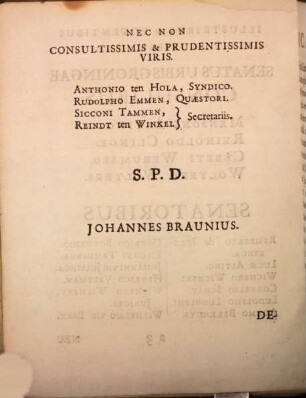 NEC NON
CONSULTISSIMIS & PRUDENTISSIMIS
VIRIS.
ANTHONIO ten HOLA, SYNDICO.
RUDOLPHO EMMEN, QUÆSTORI.
SICCONI TAMMEN,
REINDT ten WINKEL } Secretariis.
S. P. D.
JOHANNES BRAUNIUS.
DE-